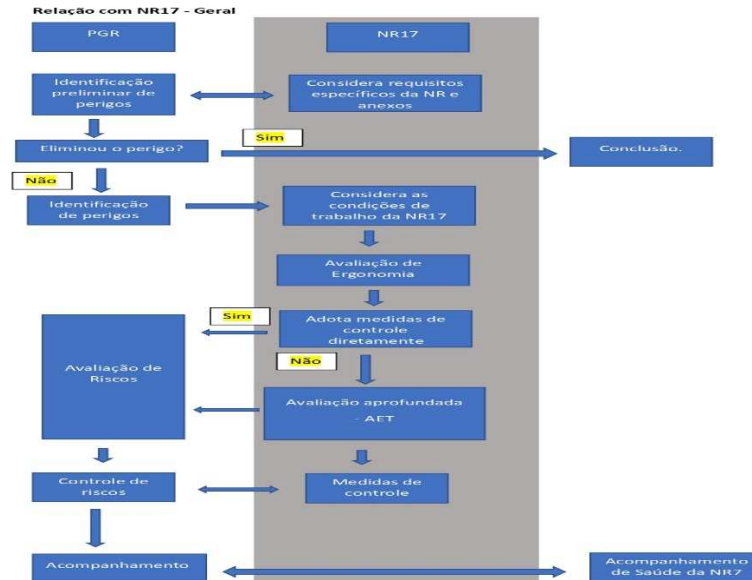 Relação com NR17 - Geral
PGR
NR17
Identificação
preliminar de
perigos
Considera requisitos
específicos da NR e
anexos
Sim
Eliminou o perigo?
Conclusão.
Não
Identificação
de perigos
Considera as
condições de
trabalho da NR17
Avaliação de
Ergonomia
Sim
Adota medidas de
controle
diretamente
Não
Avaliação de
Riscos
Avaliação aprofundada
- AET
Controle de
riscos
Medidas de
controle
Acompanhamento
Acompanhamento
de Saúde da NR7